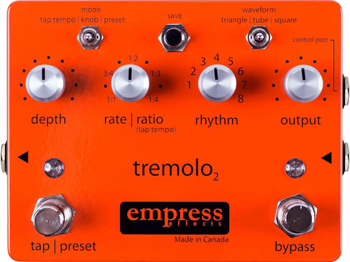 mode
tap tempo | knob | preset
save
waveform
triangle | tube | square
control port
1:2
3:4
1:3
1:1
1:4
1
2
3
4
5
6
7
8
depth
rate | ratio
(tap tempo)
rhythm
output
tremolo2
empress
effects
Made in Canada
tap | preset
bypass